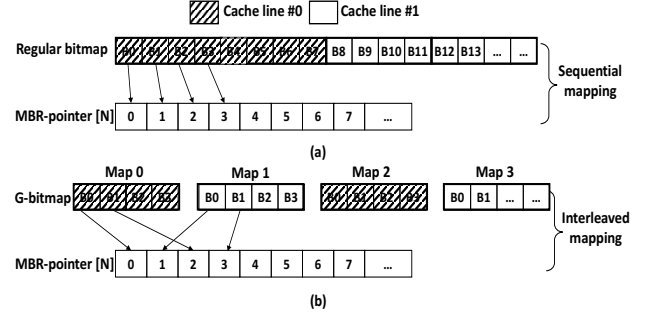 Cache line #0 Cache line #1
Regular bitmap B0 B1 B2 B3 B4 B5 B6 B7 B8 B9 B10 B11 B12 B13 ... ...
Sequential
mapping
MBR-pointer [N] 0 1 2 3 4 5 6 7 ...
(a)
Map 0 Map 1 Map 2 Map 3
G-bitmap B0 B1 B2 B3 B0 B1 B2 B3 B0 B1 B2 B3 B0 B1 ... ...
Interleaved
mapping
MBR-pointer [N] 0 1 2 3 4 5 6 7 ...
(b)